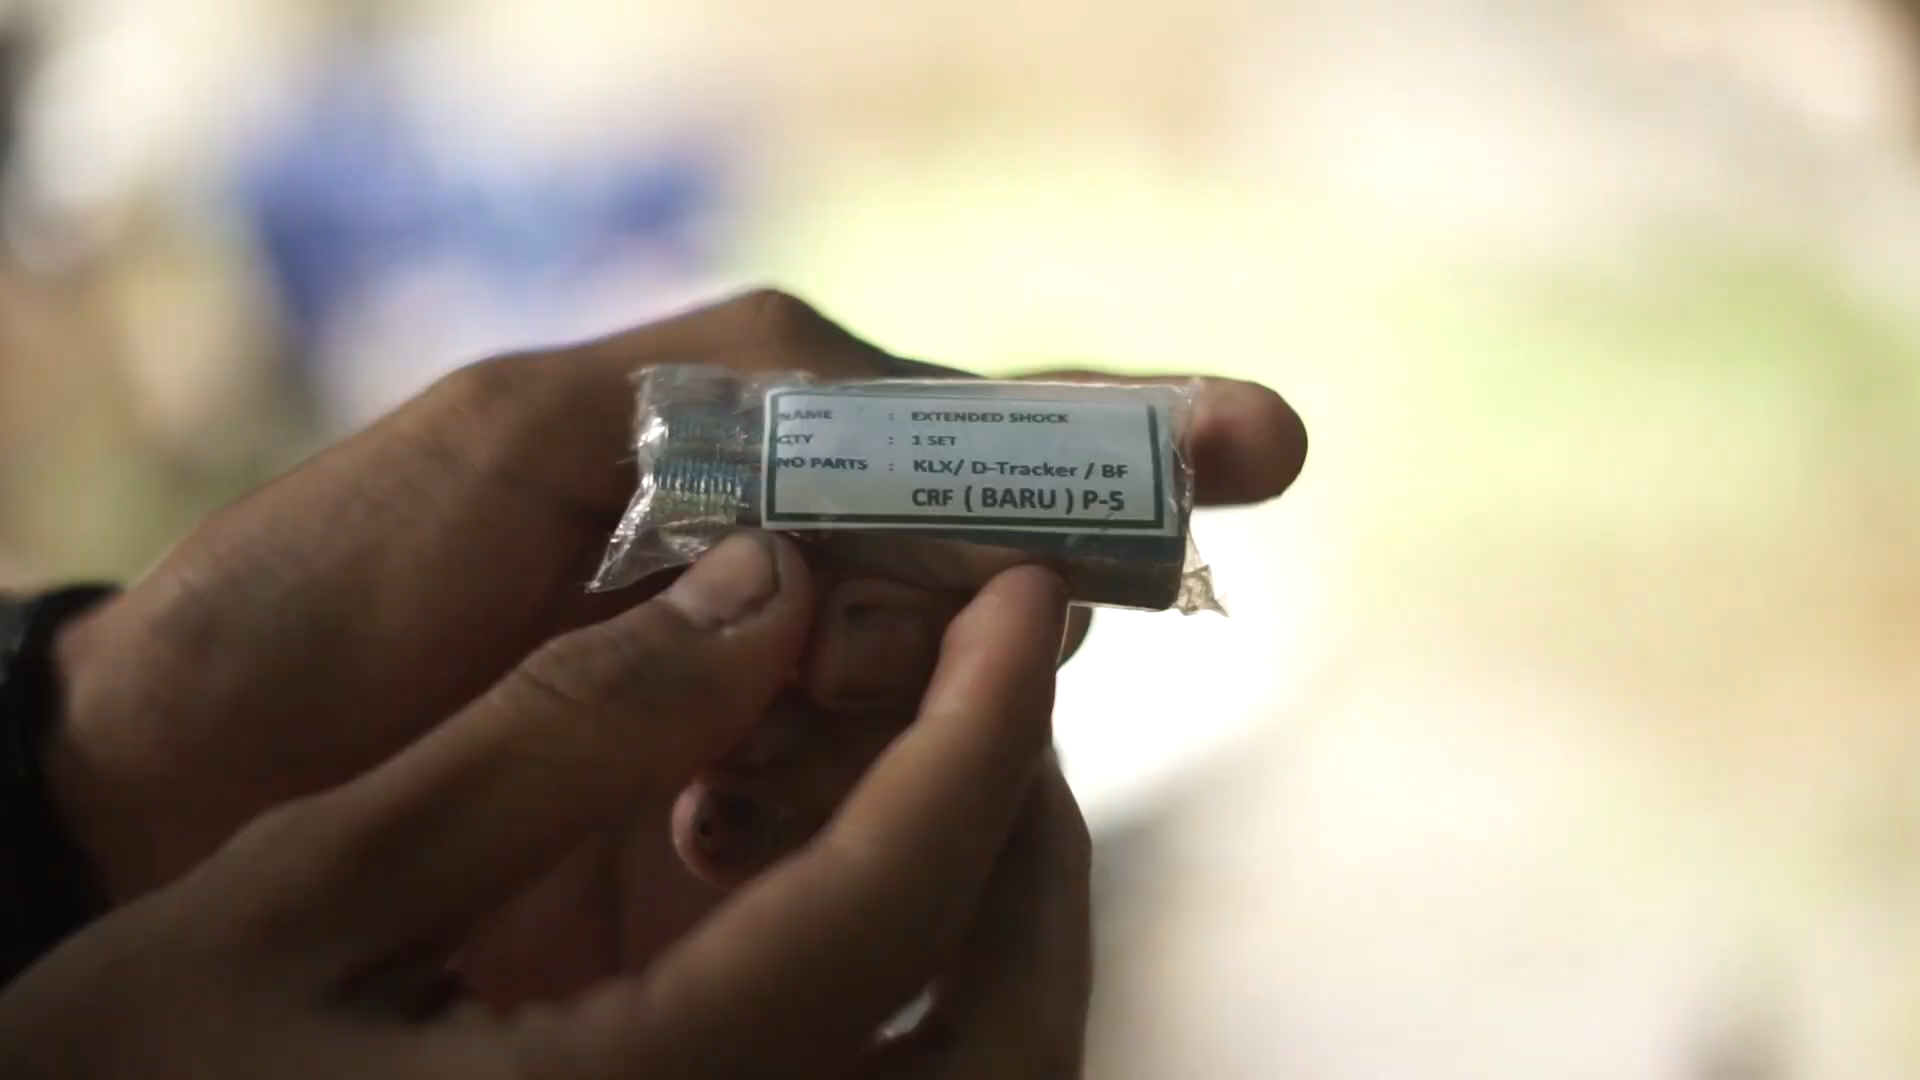 NAME : EXTENDED SHOCK
QTY : 1 SET
NO PARTS : KLX/ D-Tracker / BF
CRF ( BARU ) P-5